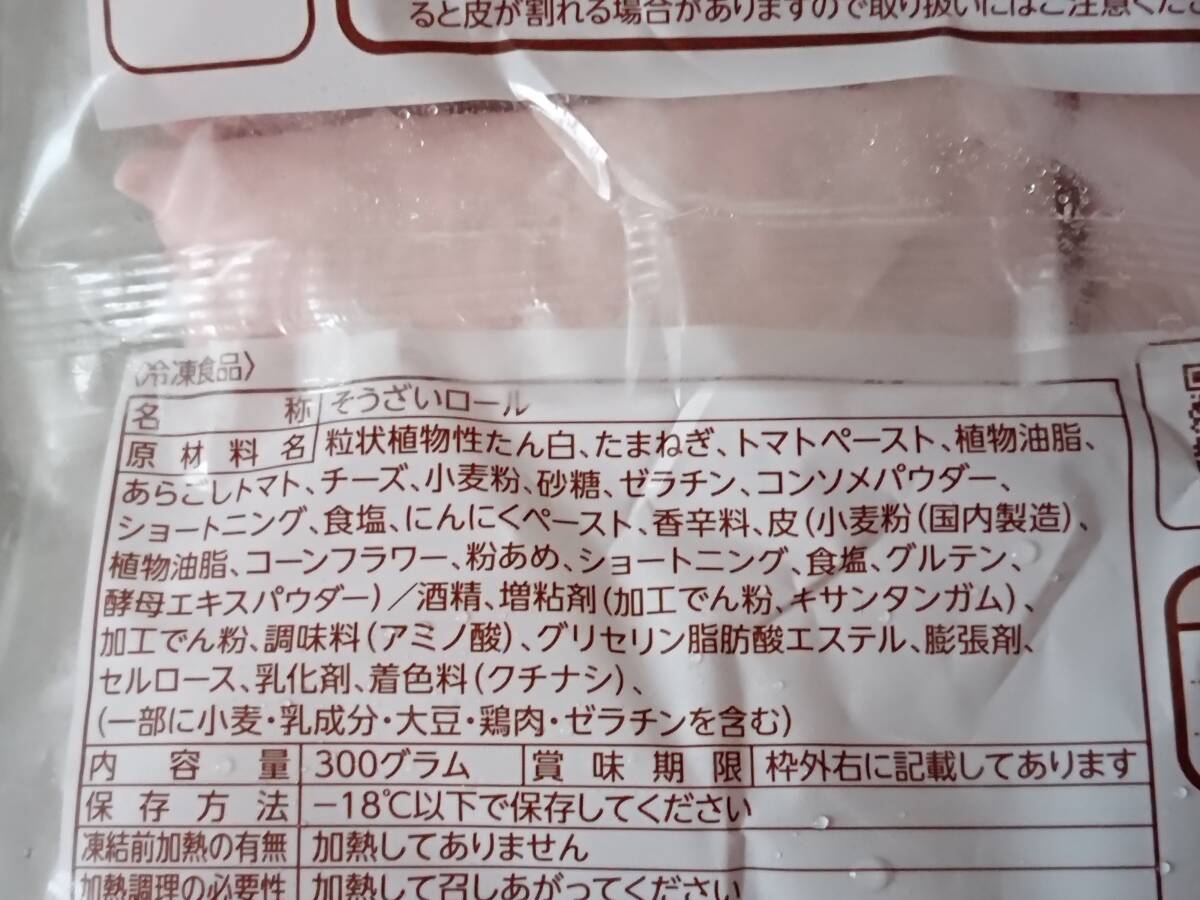 ると皮が割れる場合がありますので取り扱いにはご注意くださ
〈冷凍食品〉
名称 そうざいロール
原材料名 粒状植物性たん白、たまねぎ、トマトペースト、植物油脂、
あらごしトマト、チーズ、小麦粉、砂糖、ゼラチン、コンソメパウダー、
ショートニング、食塩、にんにくペースト、香辛料、皮(小麦粉(国内製造)、
植物油脂、コーンフラワー、粉あめ、ショートニング、食塩、グルテン、
酵母エキスパウダー)/酒精、増粘剤(加工でん粉、キサンタンガム)、
加工でん粉、調味料(アミノ酸)、グリセリン脂肪酸エステル、膨張剤、
セルロース、乳化剤、着色料(クチナシ)、
(一部に小麦・乳成分・大豆・鶏肉・ゼラチンを含む)
内容量 300グラム 賞味期限 枠外右に記載してあります
保存方法 −18℃以下で保存してください
凍結前加熱の有無 加熱してありません
加熱調理の必要性 加熱して召しあがってください